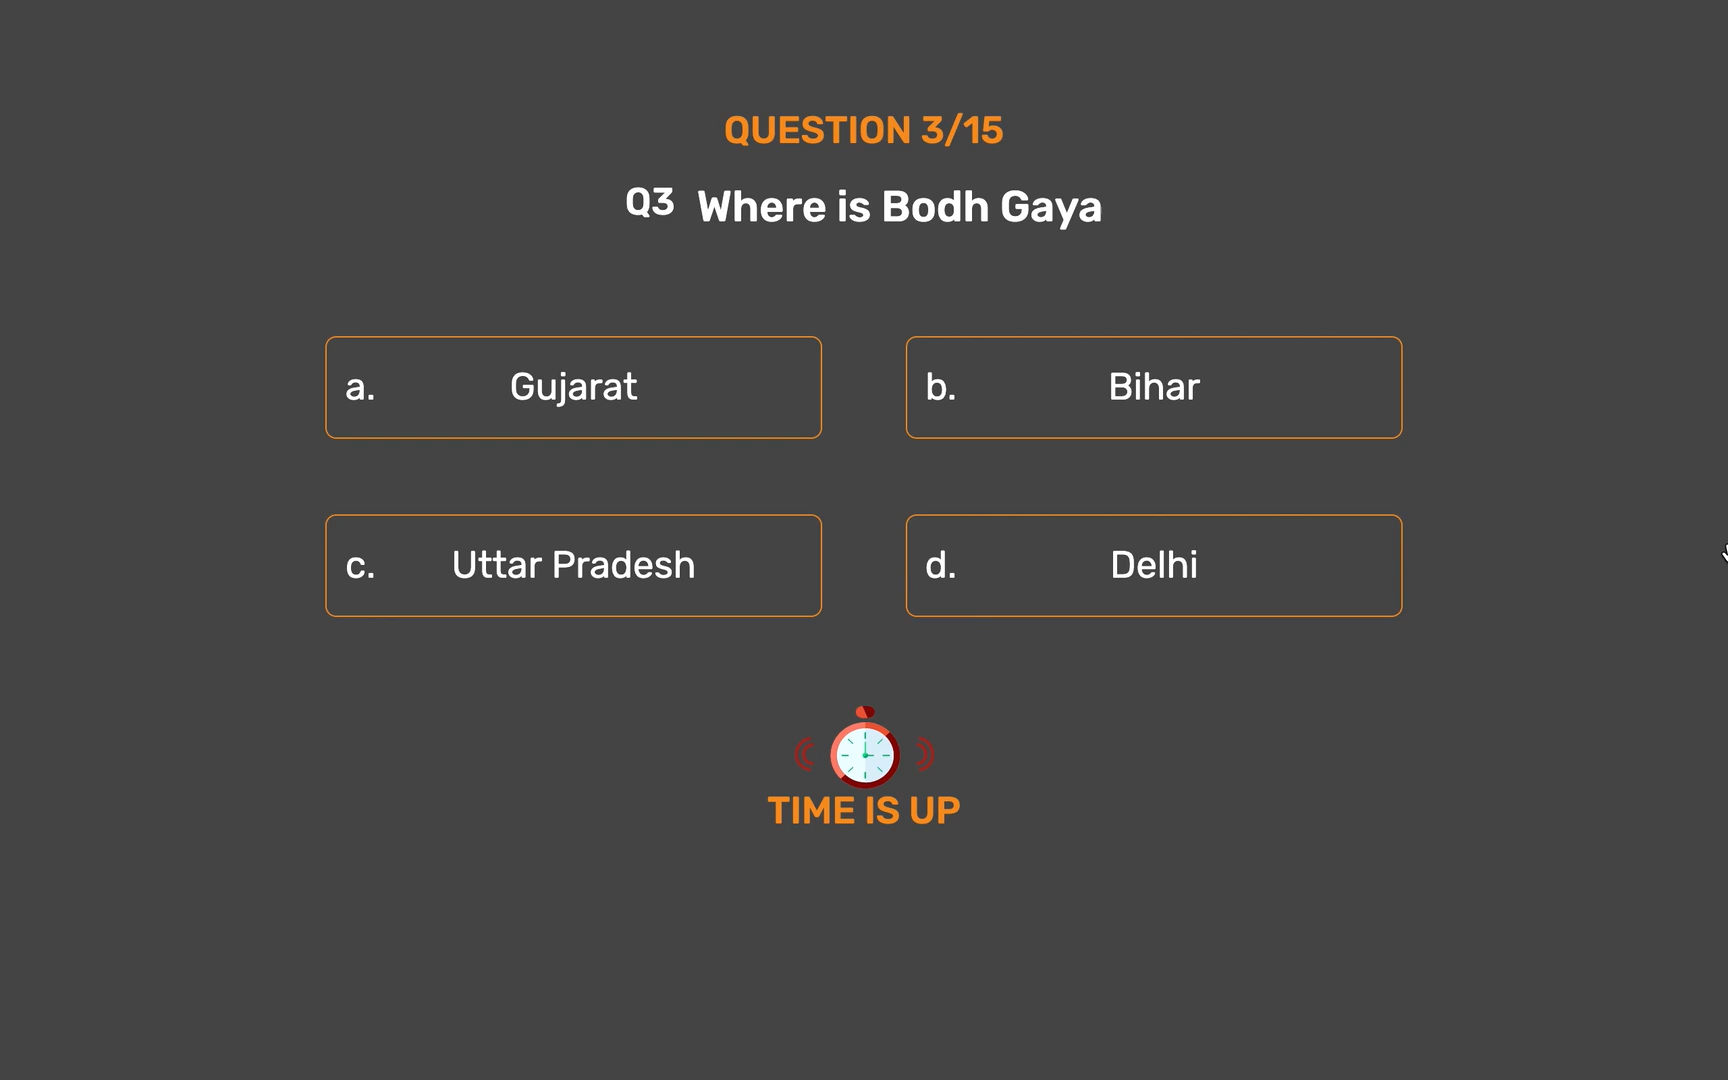 QUESTION 3/15
Q3 Where is Bodh Gaya
a. Gujarat
b. Bihar
c. Uttar Pradesh
d. Delhi
TIME IS UP